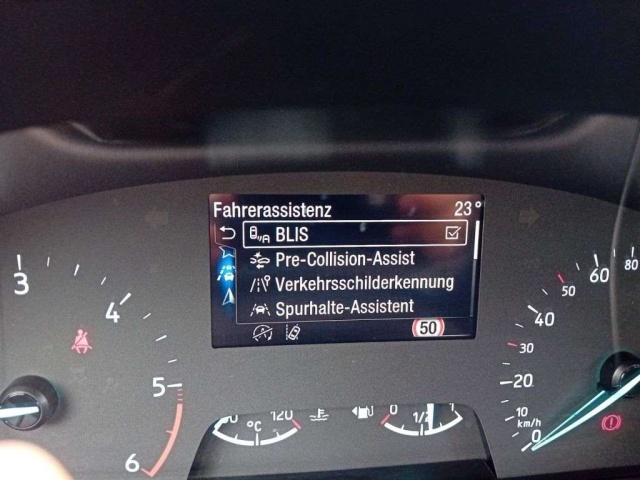 Fahrerassistenz 23°
BLIS
Pre-Collision-Assist
Verkehrsschilderkennung
Spurhalte-Assistent
50
3
4
5
6
120
°C
0 1/2 1
0
10
20
30
40
50
60
80
km/h